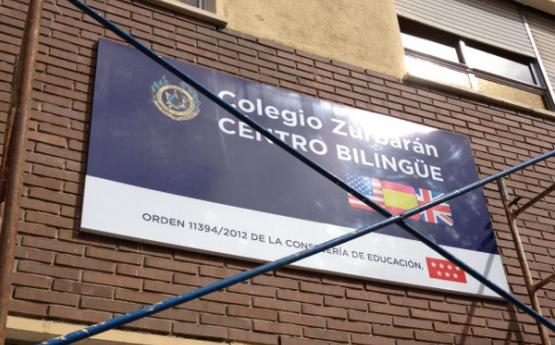 Colegio Zurbarán
CENTRO BILINGÜE
ORDEN 11394/2012 DE LA CONSEJERÍA DE EDUCACIÓN.